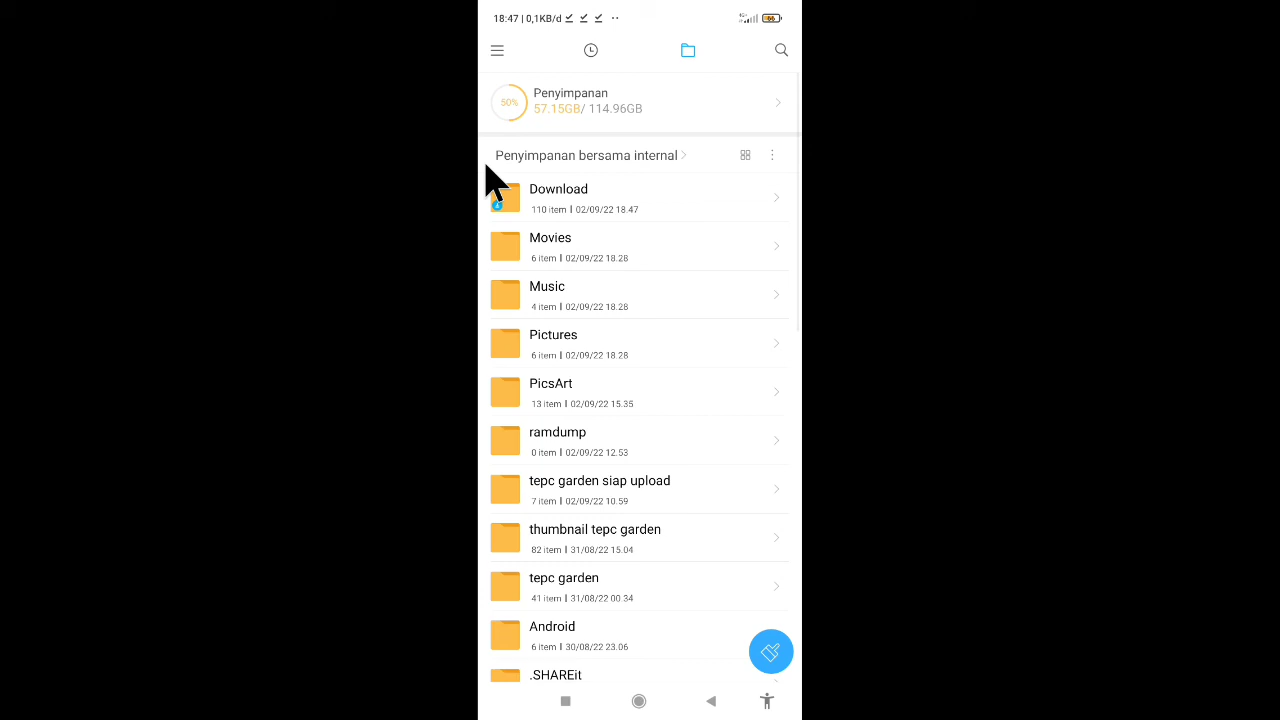 18:47 | 0,1KB/d
50%
Penyimpanan
57.15GB/ 114.96GB
Penyimpanan bersama internal
Download
110 item | 02/09/22 18.47
Movies
6 item | 02/09/22 18.28
Music
4 item | 02/09/22 18.28
Pictures
6 item | 02/09/22 18.28
PicsArt
13 item | 02/09/22 15.35
ramdump
0 item | 02/09/22 12.53
tepc garden siap upload
7 item | 02/09/22 10.59
thumbnail tepc garden
82 item | 31/08/22 15.04
tepc garden
41 item | 31/08/22 00.34
Android
6 item | 30/08/22 23.06
.SHAREit